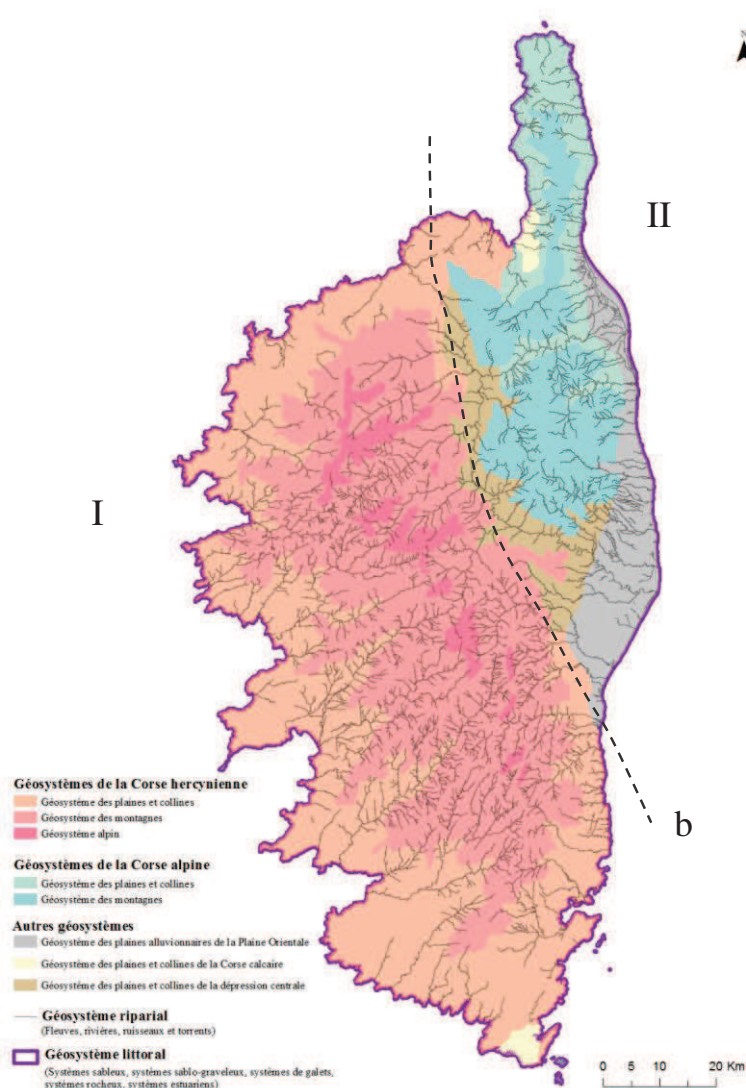 N
II
I
b
Géosystèmes de la Corse hercynienne
Géosystème des plaines et collines
Géosystème des montagnes
Géosystème alpin
Géosystèmes de la Corse alpine
Géosystème des plaines et collines
Géosystème des montagnes
Autres géosystèmes
Géosystème des plaines alluvionnaires de la Plaine Orientale
Géosystème des plaines et collines de la Corse calcaire
Géosystème des plaines et collines de la dépression centrale
Géosystème riparial
(Fleuves, rivières, ruisseaux et torrents)
Géosystème littoral
(Systèmes sableux, systèmes sablo-graveleux, systèmes de galets,
systèmes rocheux, systèmes estuariens)
0 5 10 20 Km